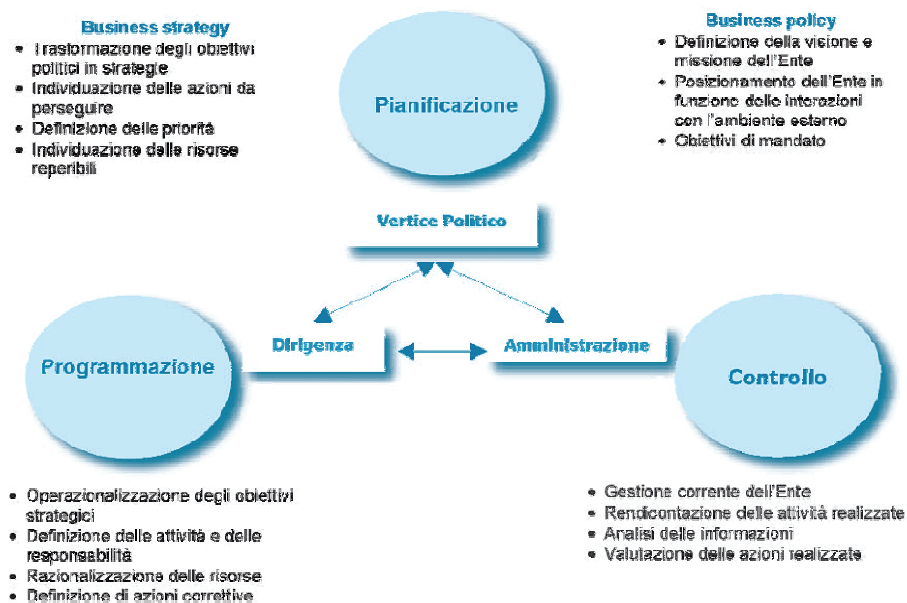 Business strategy
• Trasformazione degli obiettivi
politici in strategie
• Individuazione delle azioni da
perseguire
• Definizione delle priorità
• Individuazione delle risorse
reperibili
Business policy
• Definizione della visione e
missione dell'Ente
• Posizionamento dell'Ente in
funzione delle interazioni
con l'ambiente esterno
• Obiettivi di mandato
Pianificazione
Vertice Politico
Programmazione
Dirigenza
Amministrazione
Controllo
• Operazionalizzazione degli obiettivi
strategici
• Definizione delle attività e delle
responsabilità
• Razionalizzazione delle risorse
• Definizione di azioni correttive
• Gestione corrente dell'Ente
• Rendicontazione delle attività realizzate
• Analisi delle informazioni
• Valutazione delle azioni realizzate